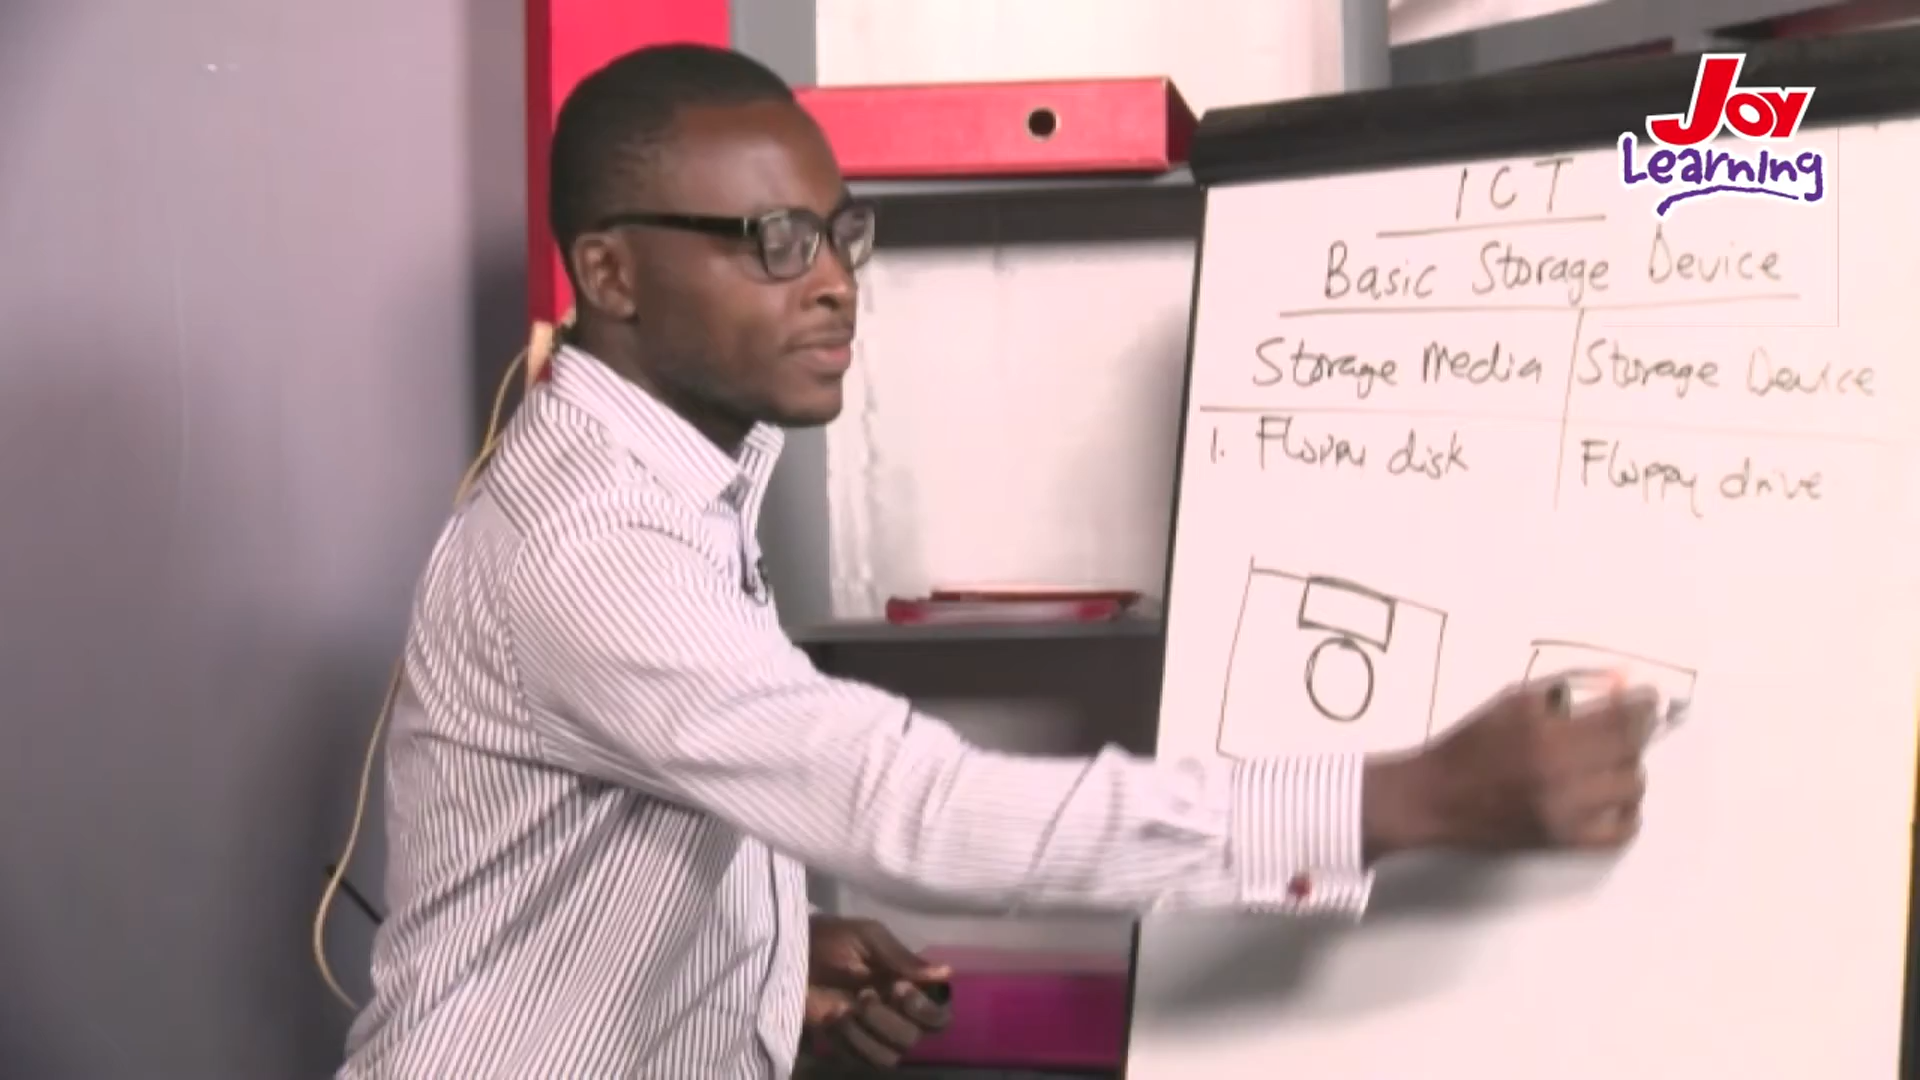 Joy
Learning
ICT
Basic Storage Device
Storage Media Storage Device
1. Floppy disk Floppy drive